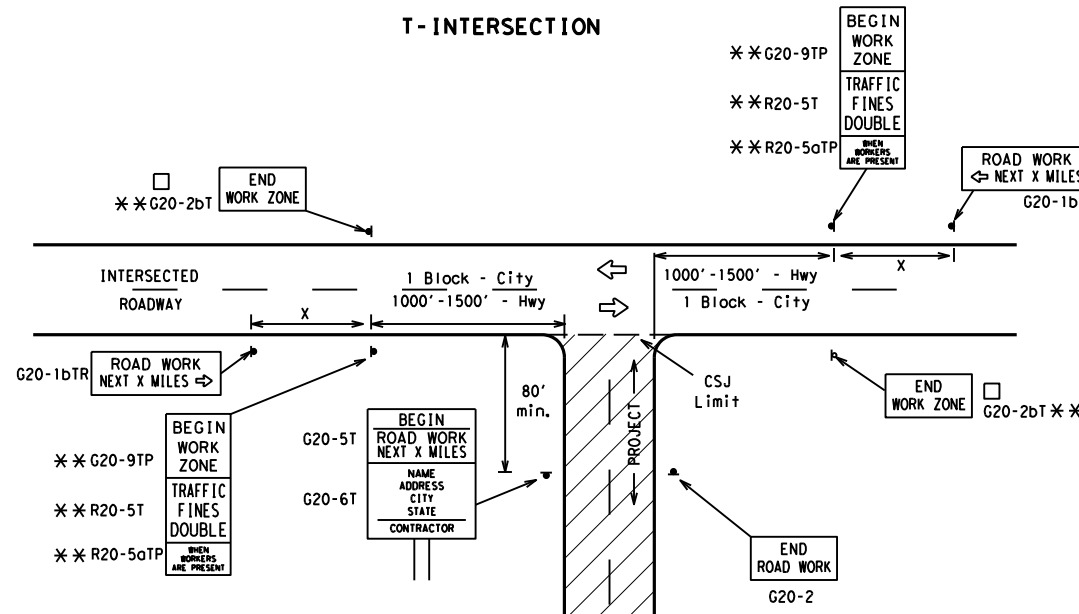 T-INTERSECTION
BEGIN
WORK
ZONE
TRAFFIC
FINES
DOUBLE
WHEN
WORKERS
ARE PRESENT
**G20-9TP
**R20-5T
**R20-5aTP
ROAD WORK
⇦ NEXT X MILES
G20-1b
□
**G20-2bT
END
WORK ZONE
INTERSECTED
ROADWAY
1 Block - City
1000'-1500' - Hwy
X
1000'-1500' - Hwy
1 Block - City
X
G20-1bTR
ROAD WORK
NEXT X MILES ⇨
80'
min.
CSJ
Limit
PROJECT
END
WORK ZONE
□
G20-2bT **
**G20-9TP
**R20-5T
**R20-5aTP
BEGIN
WORK
ZONE
TRAFFIC
FINES
DOUBLE
WHEN
WORKERS
ARE PRESENT
G20-5T
G20-6T
BEGIN
ROAD WORK
NEXT X MILES
NAME
ADDRESS
CITY
STATE
CONTRACTOR
END
ROAD WORK
G20-2